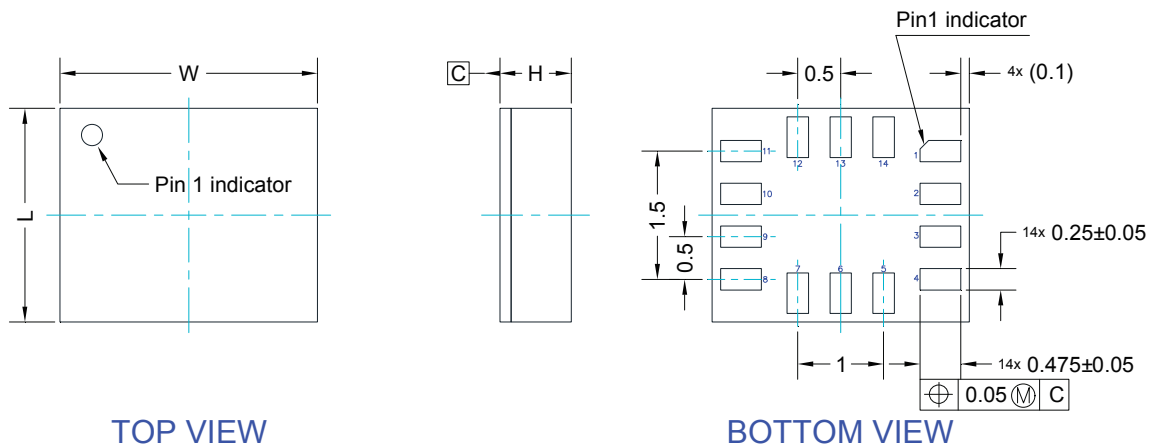 W
L
Pin 1 indicator
TOP VIEW
C
H
Pin1 indicator
0.5
4x (0.1)
11
12
13
14
1
10
2
9
3
8
7
6
5
4
1.5
0.5
14x 0.25±0.05
1
14x 0.475±0.05
⌖ 0.05 Ⓜ C
BOTTOM VIEW